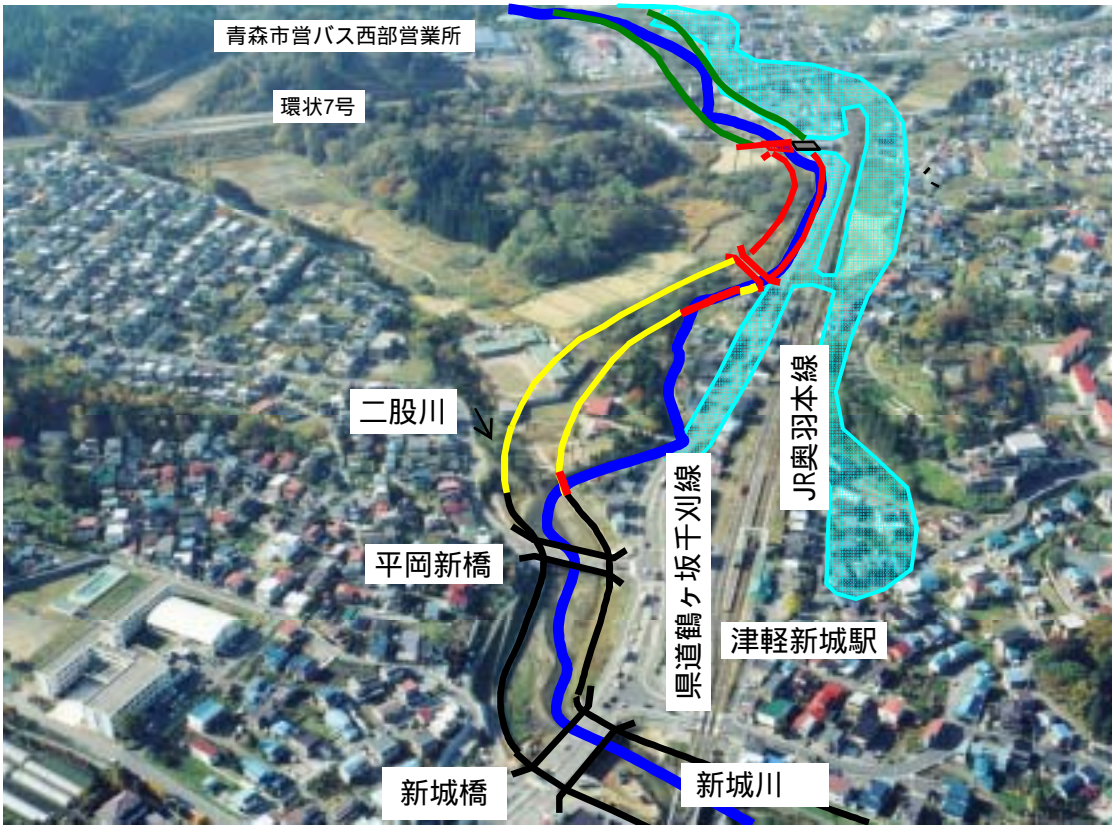 青森市営バス西部営業所
環状7号
二股川
JR奥羽本線
県道鶴ヶ坂千刈線
平岡新橋
津軽新城駅
新城橋
新城川